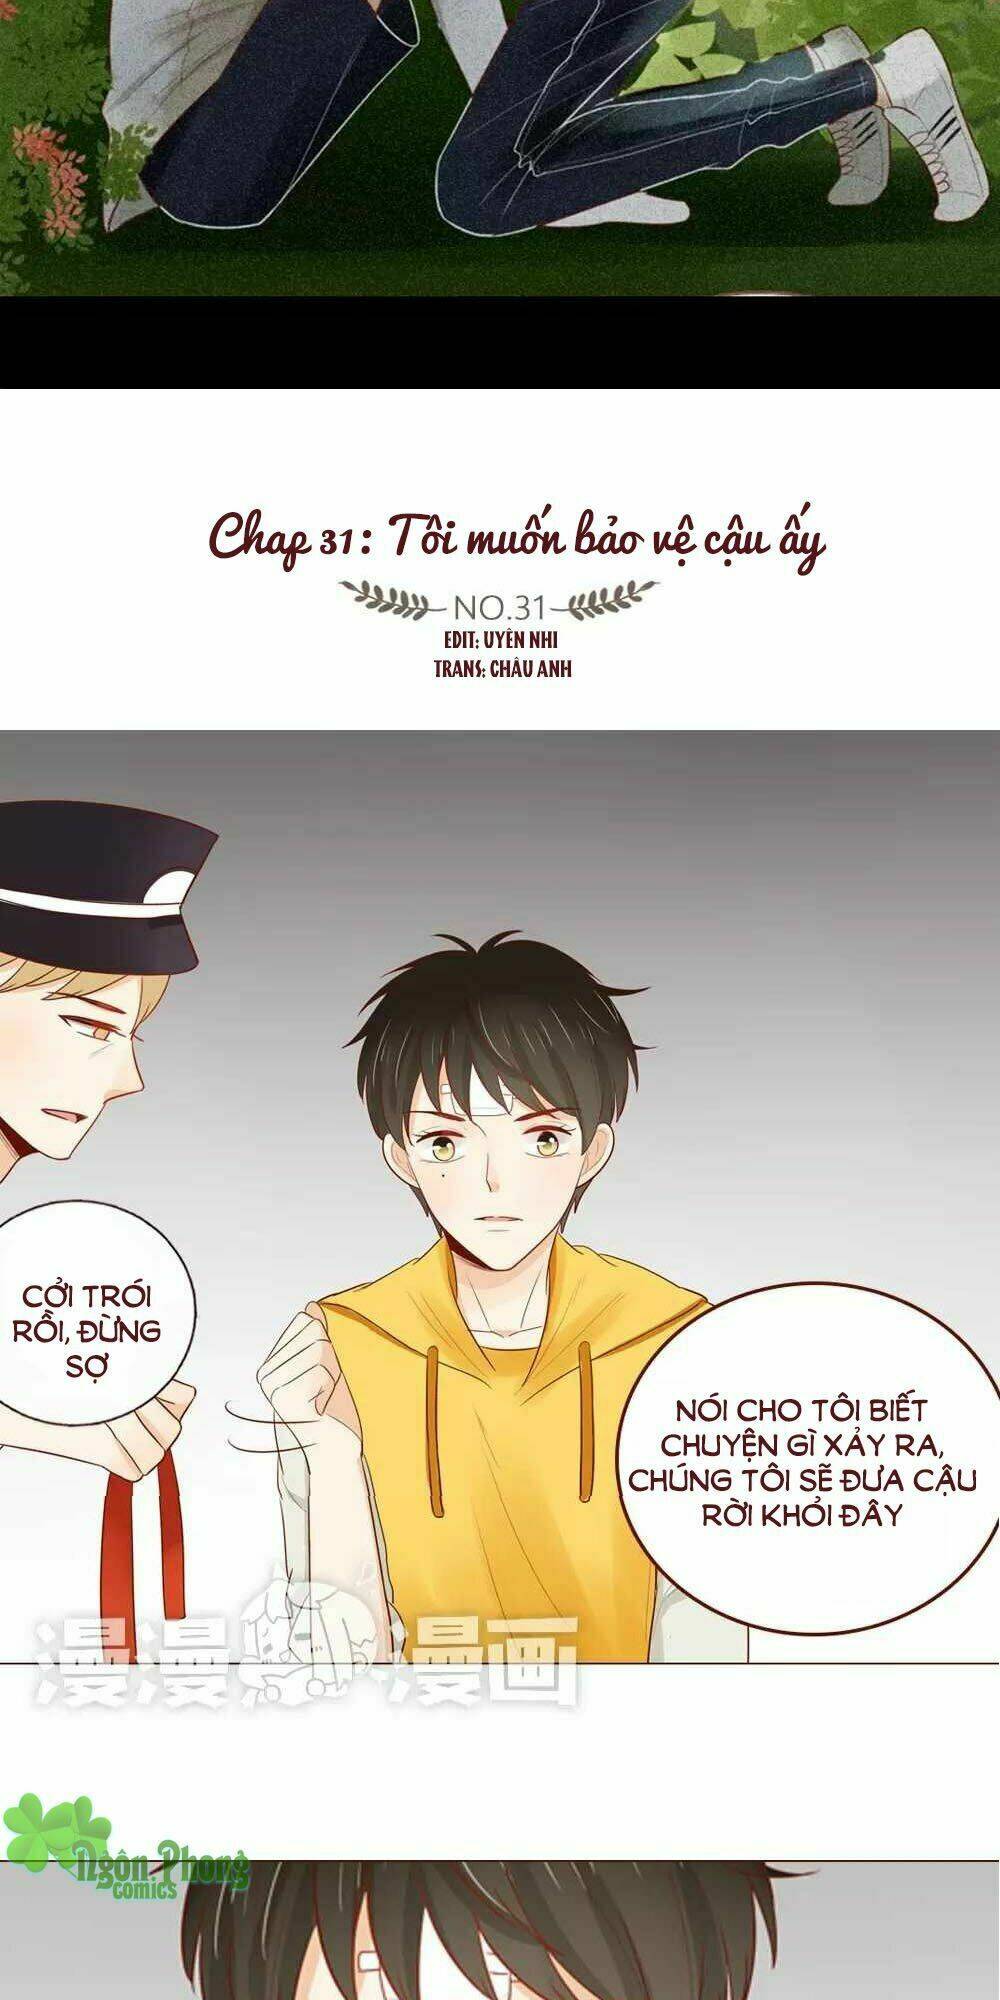 Chap 31: Tôi muốn bảo vệ cậu ấy
NO.31
EDIT: UYÊN NHI
TRANS: CHÂU ANH
CỞI TRÓI
RỒI, ĐỪNG
SỢ
NÓI CHO TÔI BIẾT
CHUYỆN GÌ XẢY RA,
CHÚNG TÔI SẼ ĐƯA CẬU
RỜI KHỎI ĐÂY
漫漫漫画
Ngôn Phong
comics